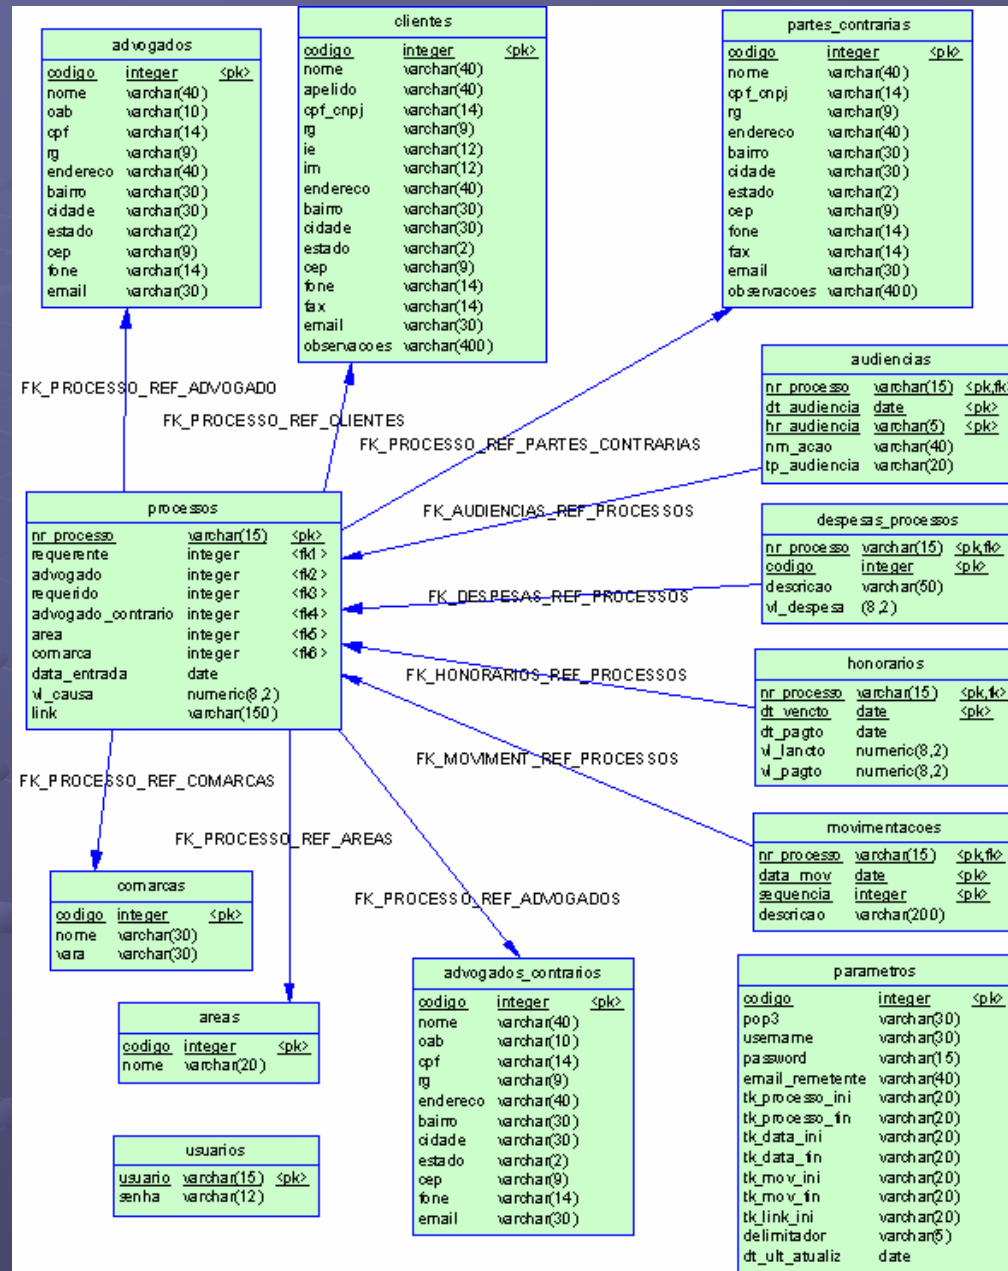 advogados
codigo integer <pk>
nome varchar(40)
oab varchar(10)
cpf varchar(14)
rg varchar(9)
endereco varchar(40)
bairro varchar(30)
cidade varchar(30)
estado varchar(2)
cep varchar(9)
fone varchar(14)
email varchar(30)
clientes
codigo integer <pk>
nome varchar(40)
apelido varchar(40)
cpf_cnpj varchar(14)
rg varchar(9)
ie varchar(12)
im varchar(12)
endereco varchar(40)
bairro varchar(30)
cidade varchar(30)
estado varchar(2)
cep varchar(9)
fone varchar(14)
fax varchar(14)
email varchar(30)
observacoes varchar(400)
partes_contrarias
codigo integer <pk>
nome varchar(40)
cpf_cnpj varchar(14)
rg varchar(9)
endereco varchar(40)
bairro varchar(30)
cidade varchar(30)
estado varchar(2)
cep varchar(9)
fone varchar(14)
fax varchar(14)
email varchar(30)
observacoes varchar(400)
FK_PROCESSO_REF_ADVOGADO
FK_PROCESSO_REF_CLIENTES
FK_PROCESSO_REF_PARTES_CONTRARIAS
audiencias
nr_processo varchar(15) <pk,fk>
dt_audiencia date <pk>
hr_audiencia varchar(5) <pk>
nm_acao varchar(40)
tp_audiencia varchar(20)
processos
nr_processo varchar(15) <pk>
requerente integer <fk1>
advogado integer <fk2>
requerido integer <fk3>
advogado_contrario integer <fk4>
area integer <fk5>
comarca integer <fk6>
data_entrada date
vl_causa numeric(8,2)
link varchar(150)
FK_AUDIENCIAS_REF_PROCESSOS
despesas_processos
nr_processo varchar(15) <pk,fk>
codigo integer <pk>
descricao varchar(50)
vl_despesa (8,2)
FK_DESPESAS_REF_PROCESSOS
honorarios
nr_processo varchar(15) <pk,fk>
dt_vencto date <pk>
dt_pagto date
vl_lancto numeric(8,2)
vl_pagto numeric(8,2)
FK_HONORARIOS_REF_PROCESSOS
FK_MOVIMENT_REF_PROCESSOS
movimentacoes
nr_processo varchar(15) <pk,fk>
data_mov date <pk>
sequencia integer <pk>
descricao varchar(200)
FK_PROCESSO_REF_COMARCAS
FK_PROCESSO_REF_AREAS
FK_PROCESSO_REF_ADVOGADOS
comarcas
codigo integer <pk>
nome varchar(30)
vara varchar(30)
areas
codigo integer <pk>
nome varchar(20)
usuarios
usuario varchar(15) <pk>
senha varchar(12)
advogados_contrarios
codigo integer <pk>
nome varchar(40)
oab varchar(10)
cpf varchar(14)
rg varchar(9)
endereco varchar(40)
bairro varchar(30)
cidade varchar(30)
estado varchar(2)
cep varchar(9)
fone varchar(14)
email varchar(30)
parametros
codigo integer <pk>
pop3 varchar(30)
username varchar(30)
password varchar(15)
email_remetente varchar(40)
tk_processo_ini varchar(20)
tk_processo_fin varchar(20)
tk_data_ini varchar(20)
tk_data_fin varchar(20)
tk_mov_ini varchar(20)
tk_mov_fin varchar(20)
tk_link_ini varchar(20)
delimitador varchar(5)
dt_ult_atualiz date